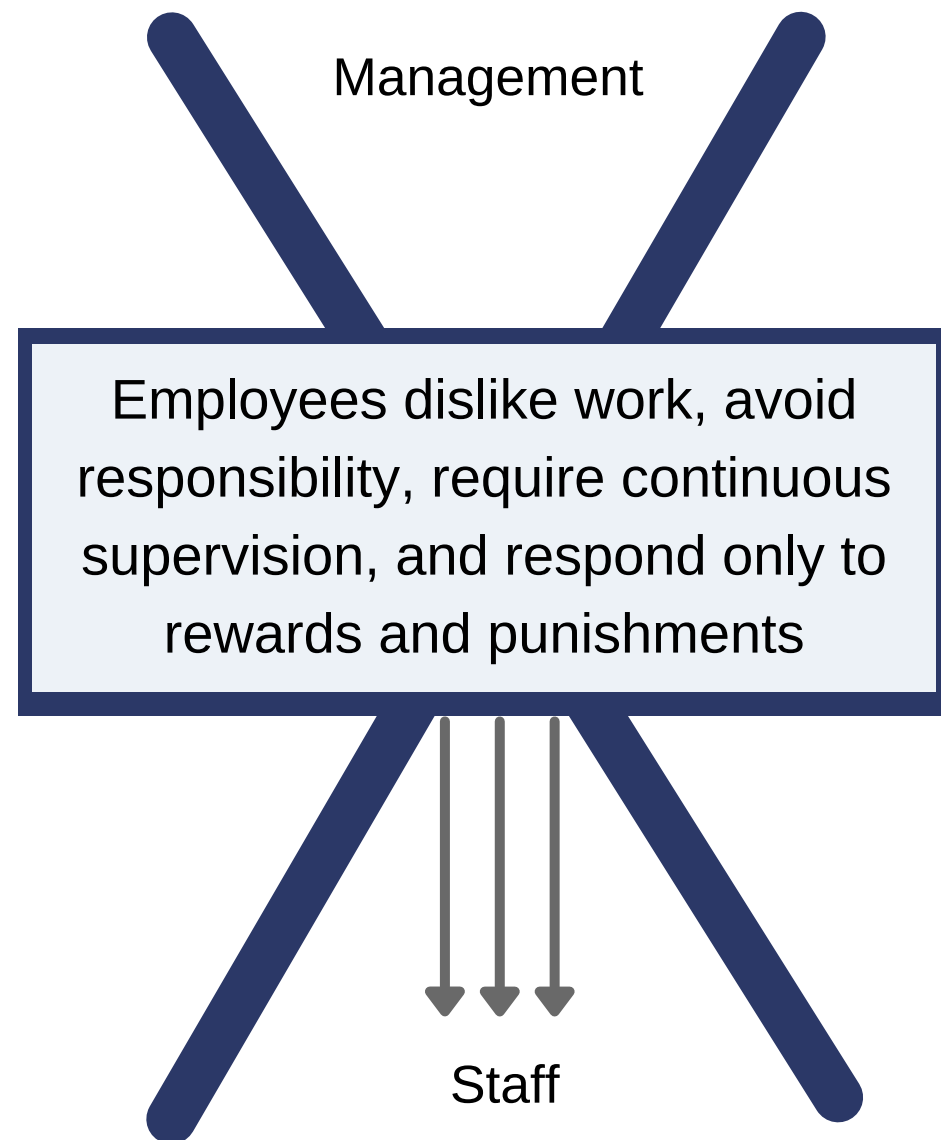 Management
Employees dislike work, avoid
responsibility, require continuous
supervision, and respond only to
rewards and punishments
Staff